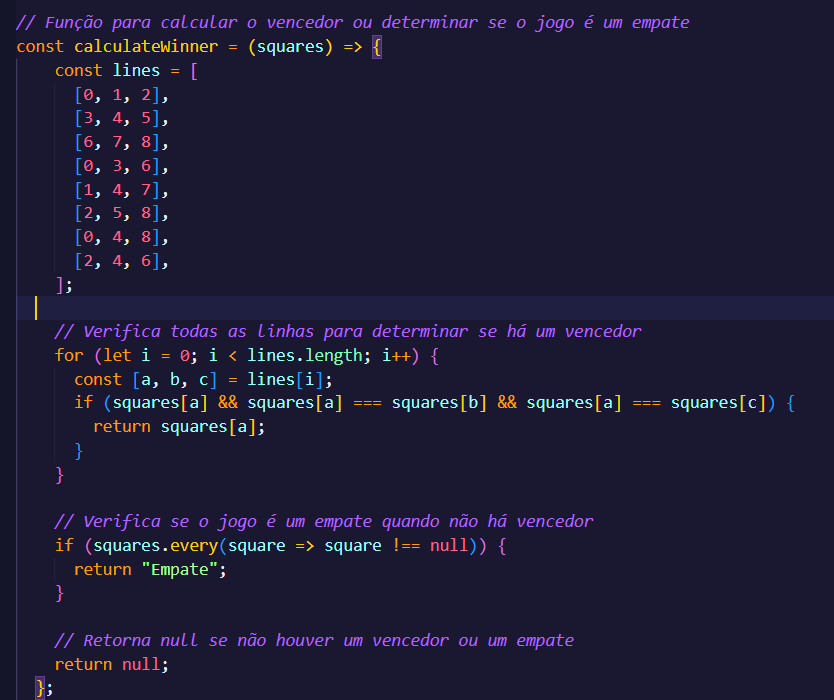 // Função para calcular o vencedor ou determinar se o jogo é um empate
const calculateWinner = (squares) => {
    const lines = [
      [0, 1, 2],
      [3, 4, 5],
      [6, 7, 8],
      [0, 3, 6],
      [1, 4, 7],
      [2, 5, 8],
      [0, 4, 8],
      [2, 4, 6],
    ];

    // Verifica todas as linhas para determinar se há um vencedor
    for (let i = 0; i < lines.length; i++) {
      const [a, b, c] = lines[i];
      if (squares[a] && squares[a] === squares[b] && squares[a] === squares[c]) {
        return squares[a];
      }
    }

    // Verifica se o jogo é um empate quando não há vencedor
    if (squares.every(square => square !== null)) {
      return "Empate";
    }

    // Retorna null se não houver um vencedor ou um empate
    return null;
  };